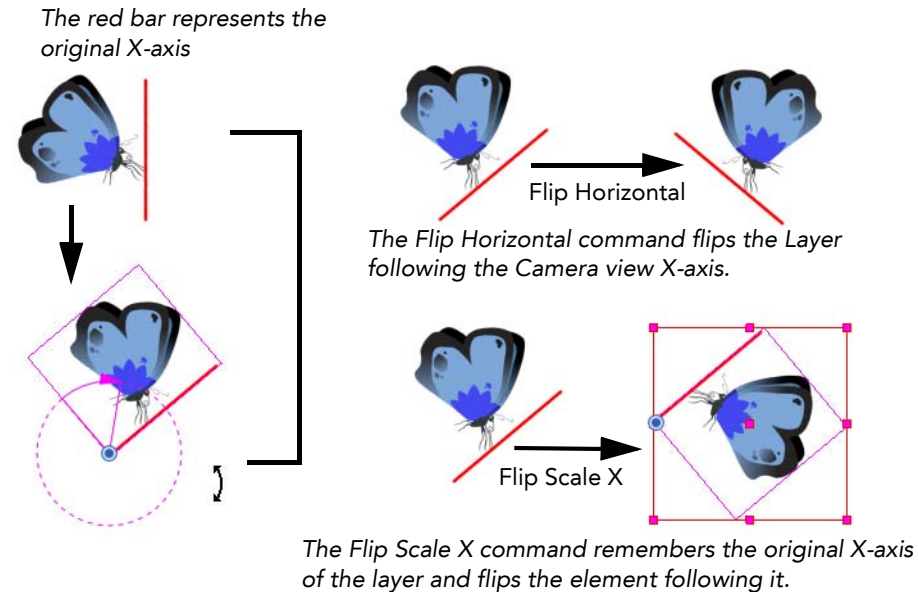 The red bar represents the
original X-axis
Flip Horizontal
The Flip Horizontal command flips the Layer
following the Camera view X-axis.
Flip Scale X
The Flip Scale X command remembers the original X-axis
of the layer and flips the element following it.